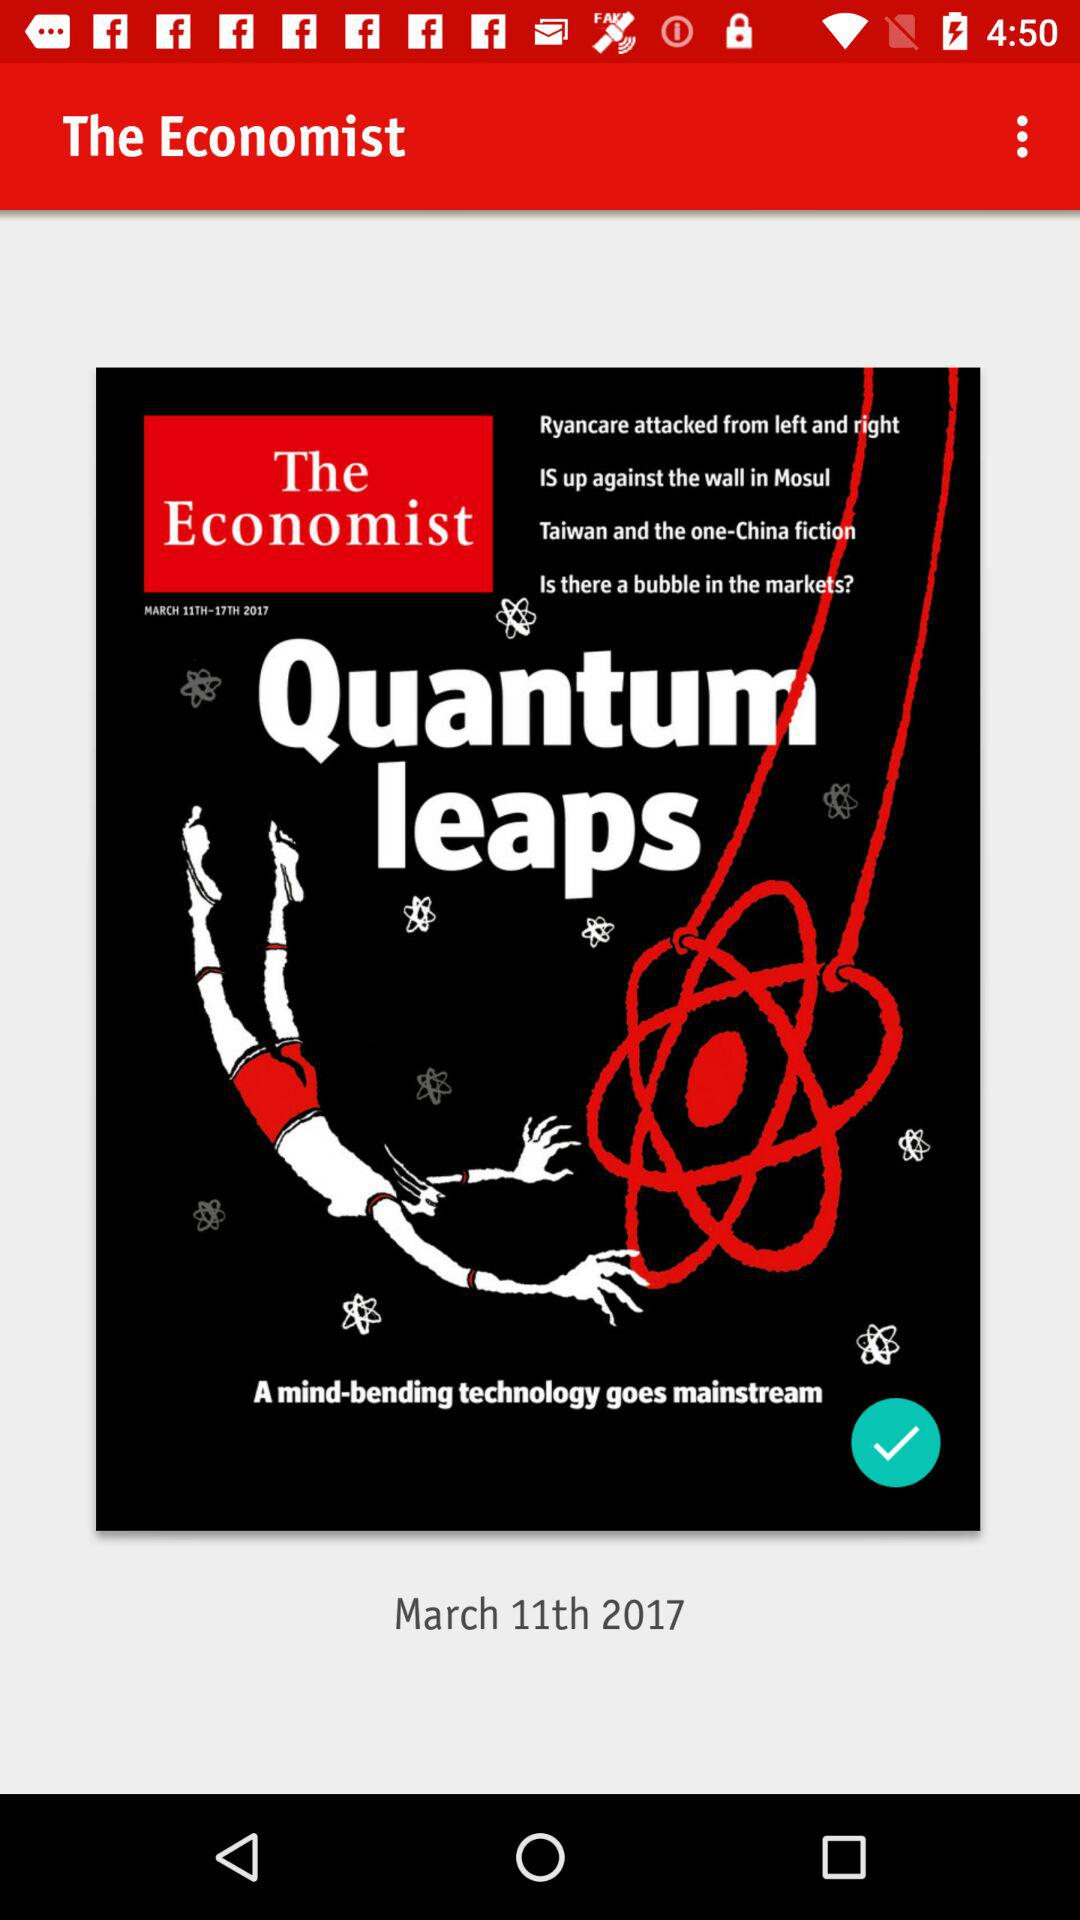 FAKE
4:50
The Economist
The
Economist
MARCH 11TH–17TH 2017
Ryancare attacked from left and right
IS up against the wall in Mosul
Taiwan and the one-China fiction
Is there a bubble in the markets?
Quantum
leaps
A mind-bending technology goes mainstream
March 11th 2017